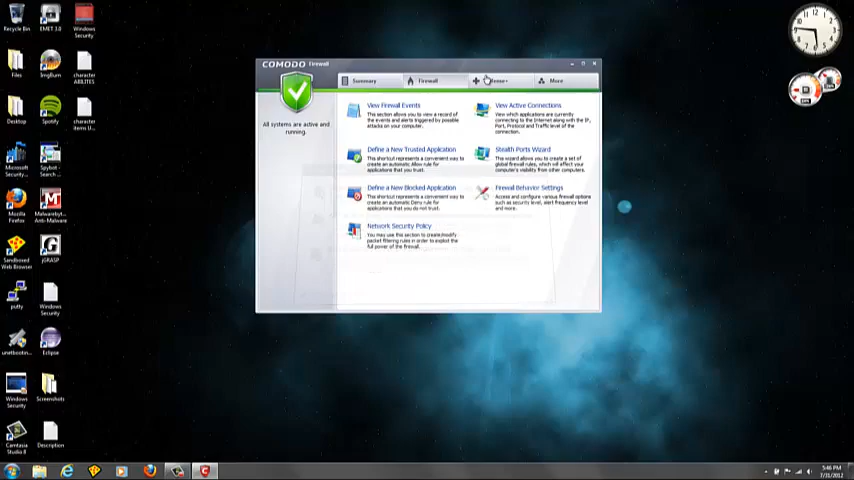 Recycle Bin
EMET 3.0
Windows
Security
Files
ImgBurn
character
ABILITES
Desktop
Spotify
character
items U...
Microsoft
Security...
Spybot -
Search ...
Mozilla
Firefox
Malwarebyt...
Anti-Malware
Sandboxed
Web Browser
jGRASP
putty
Windows
Security
unetbootin...
Eclipse
Windows
Security
Screenshots
Camtasia
Studio 8
Description
COMODO Firewall
Summary
Firewall
More
All systems are active and
running.
View Firewall Events
This section allows you to view a record of
the events and alerts triggered by possible
attacks on your computer.
View Active Connections
View which applications are currently
connecting to the Internet along with the IP,
Port, Protocol and Traffic level of the
connection.
Define a New Trusted Application
This shortcut represents a convenient way to
create an automatic Allow rule for
applications that you trust.
Stealth Ports Wizard
This wizard allows you to create a set of
global firewall rules, which will affect your
computer's visibility from other computers.
Define a New Blocked Application
This shortcut represents a convenient way to
create an automatic Deny rule for
applications that you do not trust.
Firewall Behavior Settings
Access and configure various firewall options
such as security level, alert frequency level
and more.
Network Security Policy
You may use this section to create/modify
packet filtering rules in order to exploit the
full power of the firewall.
5:46 PM
7/31/2012